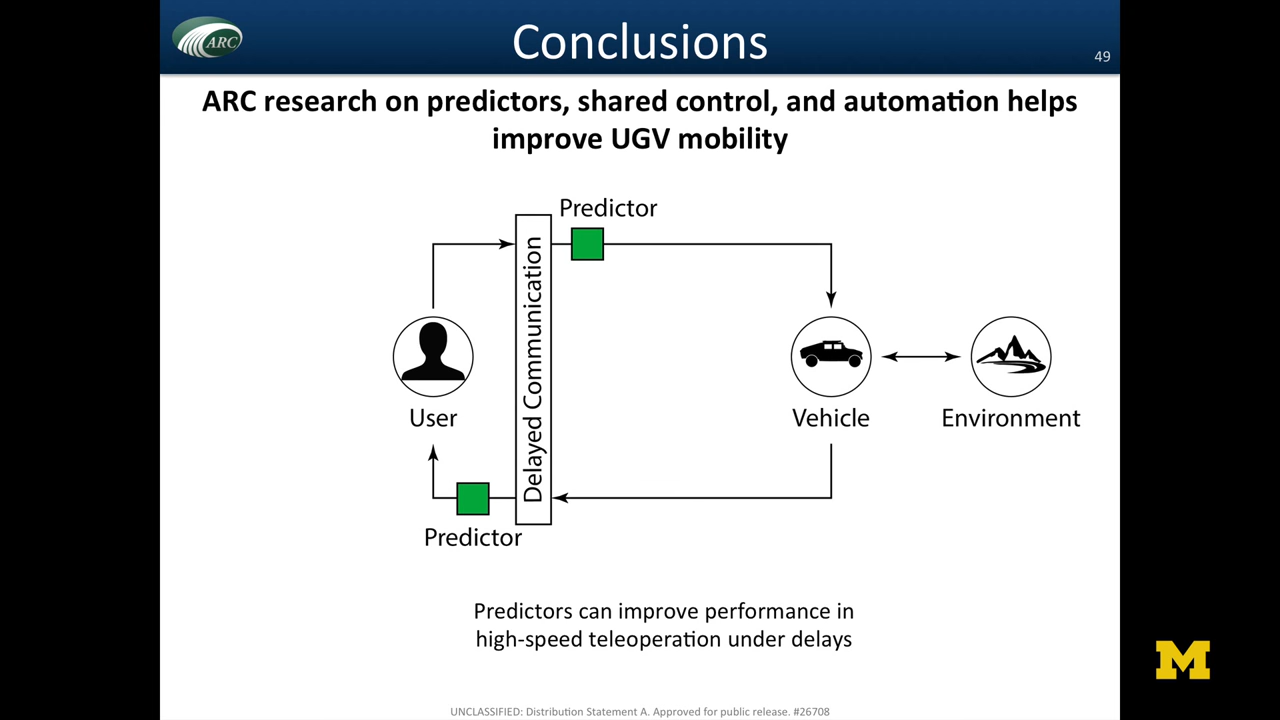 ARC
Conclusions
49
ARC research on predictors, shared control, and automation helps
improve UGV mobility
Predictor
Delayed Communication
User
Vehicle
Environment
Predictor
Predictors can improve performance in
high-speed teleoperation under delays
M
UNCLASSIFIED: Distribution Statement A. Approved for public release. #26708